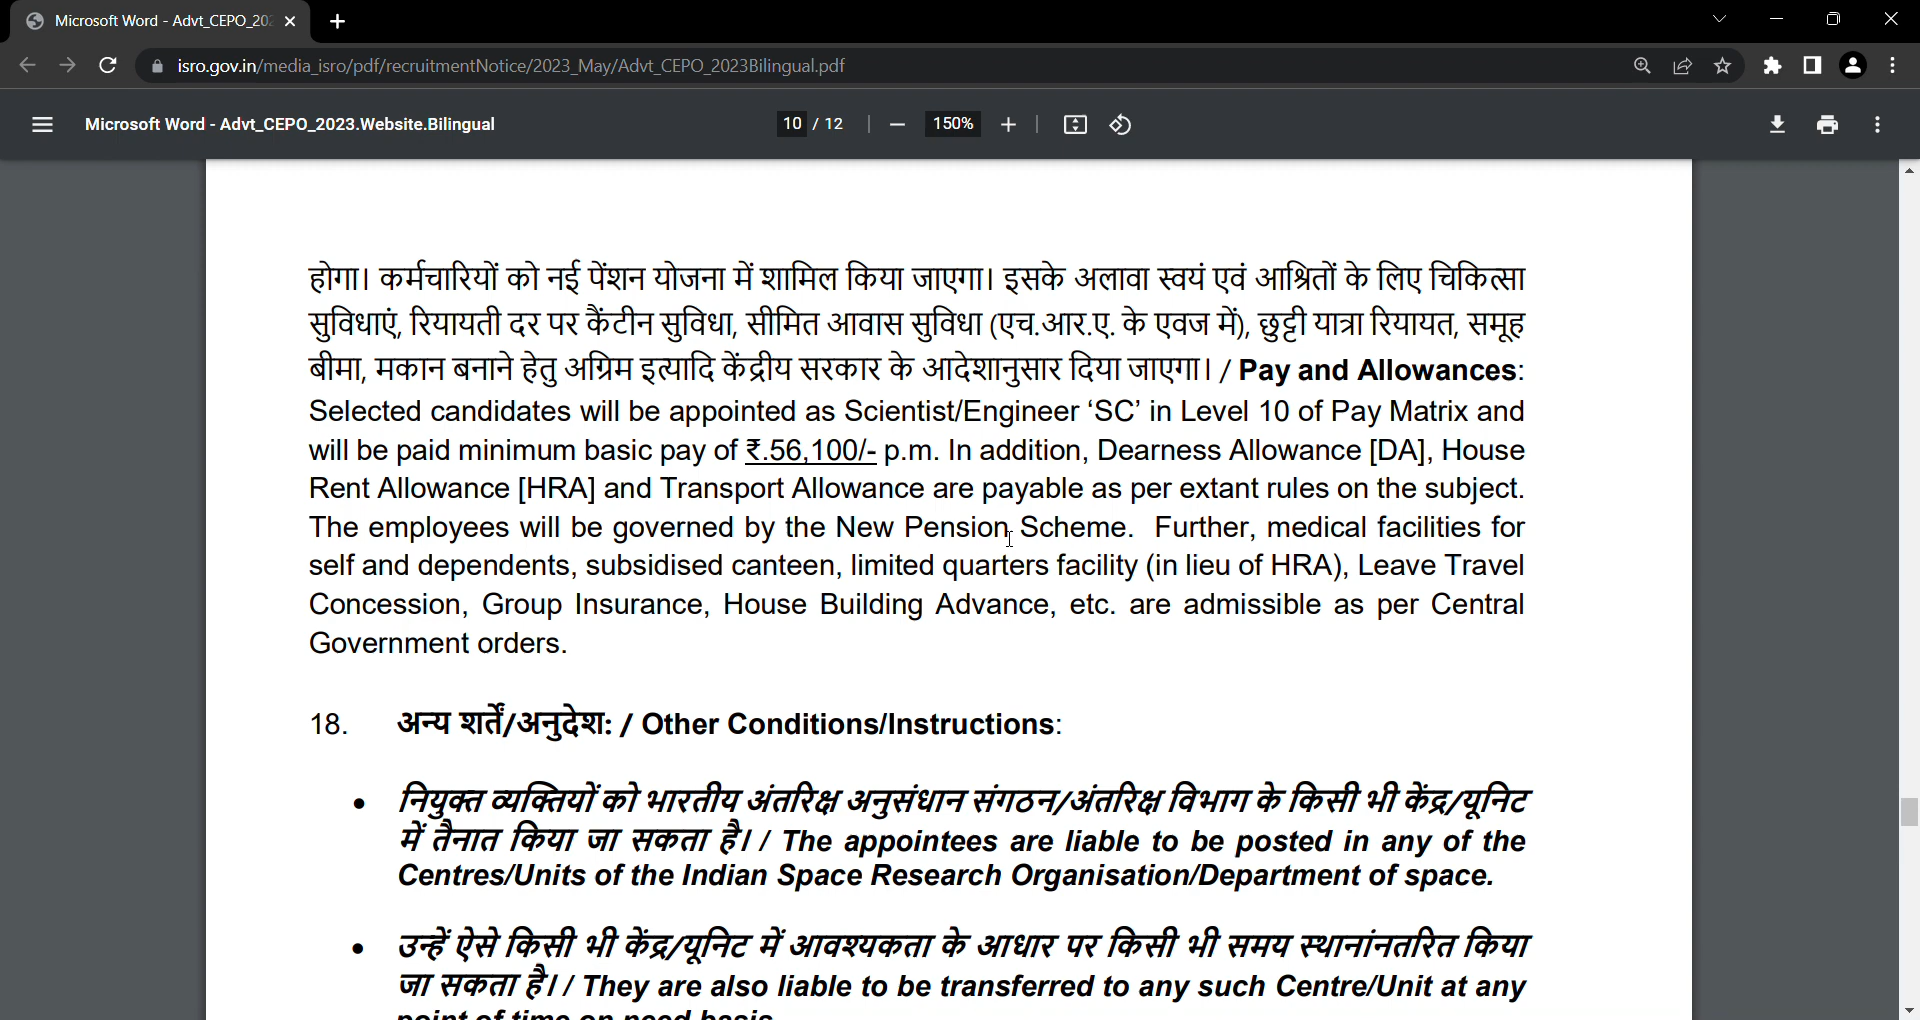 Microsoft Word - Advt_CEPO_202
isro.gov.in/media_isro/pdf/recruitmentNotice/2023_May/Advt_CEPO_2023Bilingual.pdf
Microsoft Word - Advt_CEPO_2023.Website.Bilingual
10 / 12
150%
होगा। कर्मचारियों को नई पेंशन योजना में शामिल किया जाएगा। इसके अलावा स्वयं एवं आश्रितों के लिए चिकित्सा
सुविधाएं, रियायती दर पर कैंटीन सुविधा, सीमित आवास सुविधा (एच.आर.ए. के एवज में), छुट्टी यात्रा रियायत, समूह
बीमा, मकान बनाने हेतु अग्रिम इत्यादि केंद्रीय सरकार के आदेशानुसार दिया जाएगा। / Pay and Allowances:
Selected candidates will be appointed as Scientist/Engineer ‘SC’ in Level 10 of Pay Matrix and
will be paid minimum basic pay of ₹.56,100/- p.m. In addition, Dearness Allowance [DA], House
Rent Allowance [HRA] and Transport Allowance are payable as per extant rules on the subject.
The employees will be governed by the New Pension Scheme. Further, medical facilities for
self and dependents, subsidised canteen, limited quarters facility (in lieu of HRA), Leave Travel
Concession, Group Insurance, House Building Advance, etc. are admissible as per Central
Government orders.
18. अन्य शर्तें/अनुदेश: / Other Conditions/Instructions:
• नियुक्त व्यक्तियों को भारतीय अंतरिक्ष अनुसंधान संगठन/अंतरिक्ष विभाग के किसी भी केंद्र/यूनिट
में तैनात किया जा सकता है। / The appointees are liable to be posted in any of the
Centres/Units of the Indian Space Research Organisation/Department of space.
• उन्हें ऐसे किसी भी केंद्र/यूनिट में आवश्यकता के आधार पर किसी भी समय स्थानांनतरित किया
जा सकता है। / They are also liable to be transferred to any such Centre/Unit at any
point of time on need basis